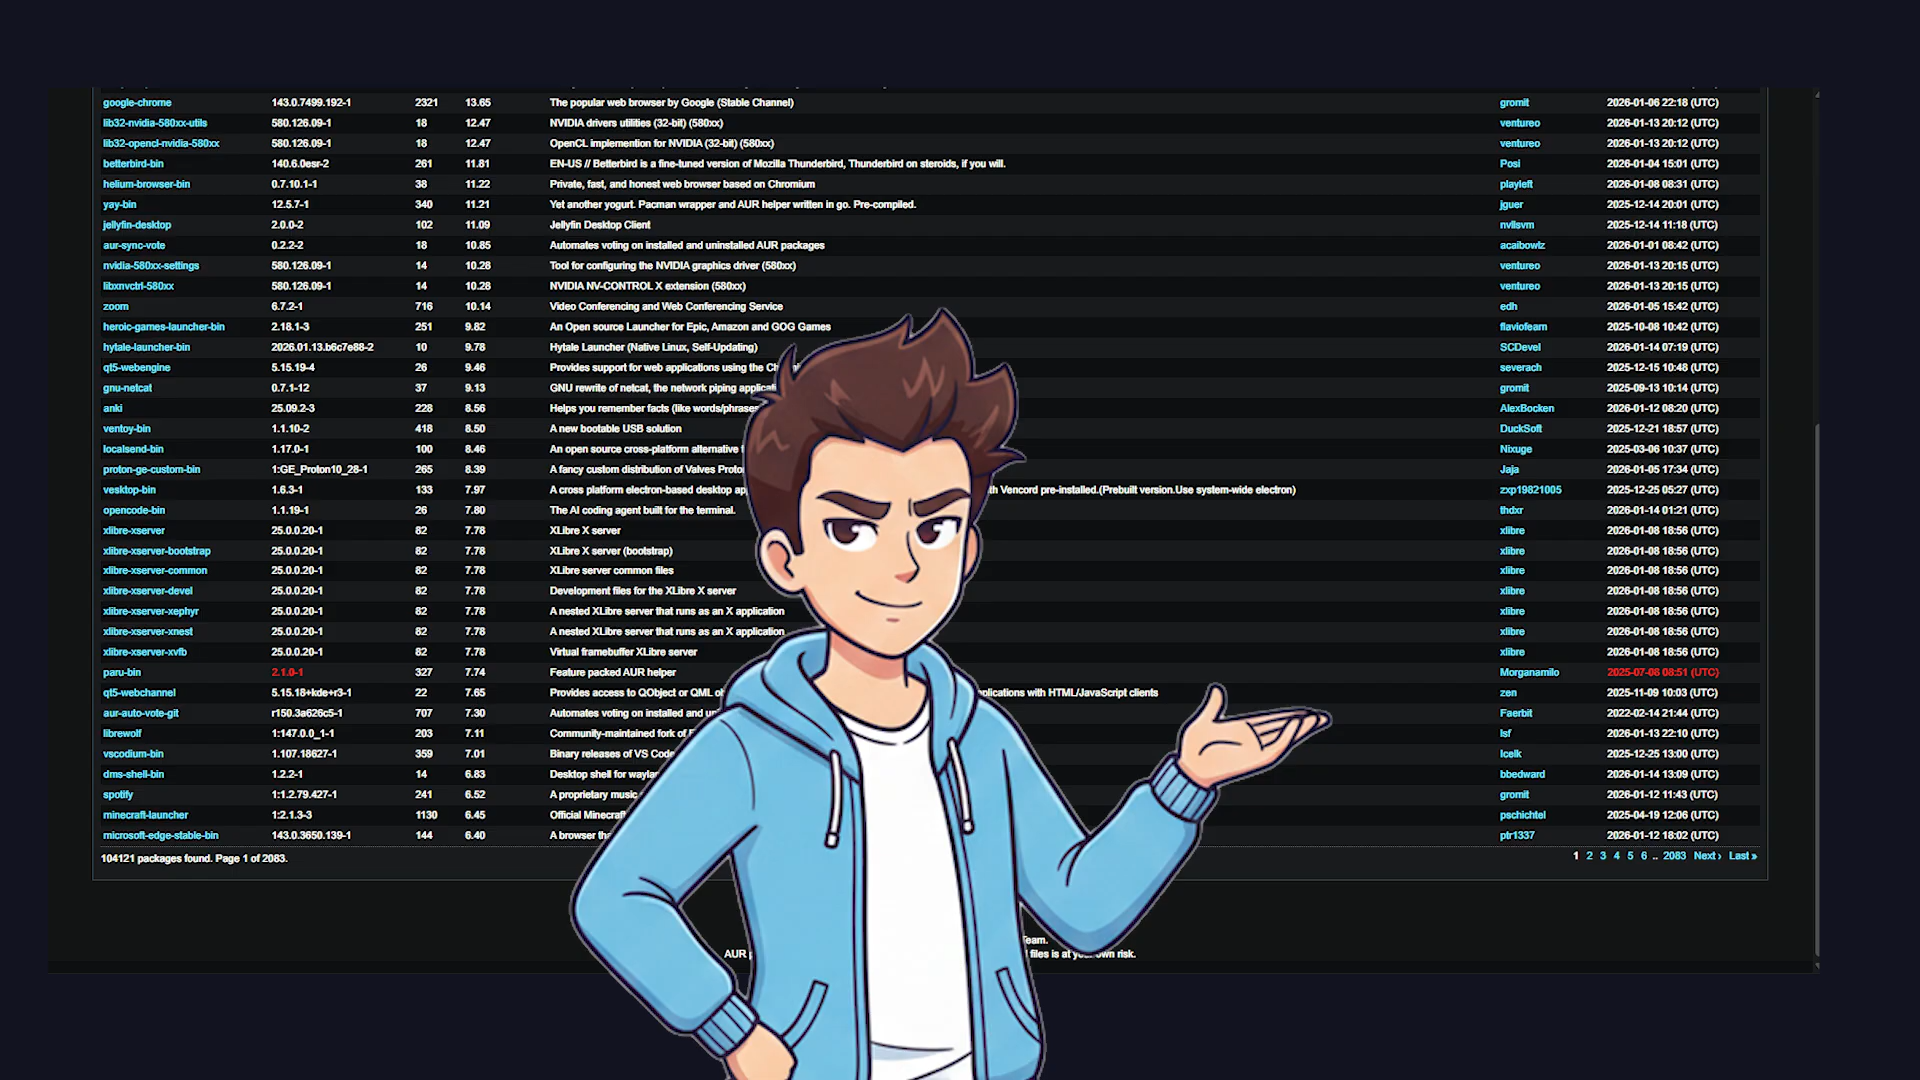 google-chrome 143.0.7499.192-1 2321 13.65 The popular web browser by Google (Stable Channel) gromit 2026-01-06 22:18 (UTC)
lib32-nvidia-580xx-utils 580.126.09-1 18 12.47 NVIDIA drivers utilities (32-bit) (580xx) ventureo 2026-01-13 20:12 (UTC)
lib32-opencl-nvidia-580xx 580.126.09-1 18 12.47 OpenCL implemention for NVIDIA (32-bit) (580xx) ventureo 2026-01-13 20:12 (UTC)
betterbird-bin 140.6.0esr-2 261 11.81 EN-US // Betterbird is a fine-tuned version of Mozilla Thunderbird, Thunderbird on steroids, if you will. Posi 2026-01-04 15:01 (UTC)
helium-browser-bin 0.7.10.1-1 38 11.22 Private, fast, and honest web browser based on Chromium playleft 2026-01-08 08:31 (UTC)
yay-bin 12.5.7-1 340 11.21 Yet another yogurt. Pacman wrapper and AUR helper written in go. Pre-compiled. jguer 2025-12-14 20:01 (UTC)
jellyfin-desktop 2.0.0-2 102 11.09 Jellyfin Desktop Client nvllsvm 2025-12-14 11:18 (UTC)
aur-sync-vote 0.2.2-2 18 10.85 Automates voting on installed and uninstalled AUR packages acaibowlz 2026-01-01 08:42 (UTC)
nvidia-580xx-settings 580.126.09-1 14 10.28 Tool for configuring the NVIDIA graphics driver (580xx) ventureo 2026-01-13 20:15 (UTC)
libxnvctrl-580xx 580.126.09-1 14 10.28 NVIDIA NV-CONTROL X extension (580xx) ventureo 2026-01-13 20:15 (UTC)
zoom 6.7.2-1 716 10.14 Video Conferencing and Web Conferencing Service edh 2026-01-05 15:42 (UTC)
heroic-games-launcher-bin 2.18.1-3 251 9.82 An Open source Launcher for Epic, Amazon and GOG Games flaviofearn 2025-10-08 10:42 (UTC)
hytale-launcher-bin 2026.01.13.b6c7e88-2 10 9.78 Hytale Launcher (Native Linux, Self-Updating) SCDevel 2026-01-14 07:19 (UTC)
qt5-webengine 5.15.19-4 26 9.46 Provides support for web applications using the severach 2025-12-15 10:48 (UTC)
gnu-netcat 0.7.1-12 37 9.13 GNU rewrite of netcat, the network piping gromit 2025-09-13 10:14 (UTC)
anki 25.09.2-3 228 8.56 Helps you remember facts (like words/phrases AlexBocken 2026-01-12 08:20 (UTC)
ventoy-bin 1.1.10-2 418 8.50 A new bootable USB solution DuckSoft 2025-12-21 18:57 (UTC)
localsend-bin 1.17.0-1 100 8.46 An open source cross-platform alternative Nixuge 2025-03-06 10:37 (UTC)
proton-ge-custom-bin 1:GE_Proton10_28-1 265 8.39 A fancy custom distribution of Valves Jaja 2026-01-05 17:34 (UTC)
vesktop-bin 1.6.3-1 133 7.97 A cross platform electron-based desktop Vencord pre-installed.(Prebuilt version.Use system-wide electron) zxp19821005 2025-12-25 05:27 (UTC)
opencode-bin 1.1.19-1 26 7.80 The AI coding agent built for the terminal. thdxr 2026-01-14 01:21 (UTC)
xlibre-xserver 25.0.0.20-1 82 7.78 XLibre X server xlibre 2026-01-08 18:56 (UTC)
xlibre-xserver-bootstrap 25.0.0.20-1 82 7.78 XLibre X server (bootstrap) xlibre 2026-01-08 18:56 (UTC)
xlibre-xserver-common 25.0.0.20-1 82 7.78 XLibre server common files xlibre 2026-01-08 18:56 (UTC)
xlibre-xserver-devel 25.0.0.20-1 82 7.78 Development files for the XLibre X server xlibre 2026-01-08 18:56 (UTC)
xlibre-xserver-xephyr 25.0.0.20-1 82 7.78 A nested XLibre server that runs as an X application xlibre 2026-01-08 18:56 (UTC)
xlibre-xserver-xnest 25.0.0.20-1 82 7.78 A nested XLibre server that runs as an X application xlibre 2026-01-08 18:56 (UTC)
xlibre-xserver-xvfb 25.0.0.20-1 82 7.78 Virtual framebuffer XLibre server xlibre 2026-01-08 18:56 (UTC)
paru-bin 2.1.0-1 327 7.74 Feature packed AUR helper Morganamilo 2025-07-08 08:51 (UTC)
qt5-webchannel 5.15.18+kde+r3-1 22 7.65 Provides access to QObject or QML with HTML/JavaScript clients zen 2025-11-09 10:03 (UTC)
aur-auto-vote-git r150.3a626c5-1 707 7.30 Automates voting on installed and Faerbit 2022-02-14 21:44 (UTC)
librewolf 1:147.0.0_1-1 203 7.11 Community-maintained fork of lsf 2026-01-13 22:10 (UTC)
vscodium-bin 1.107.18627-1 359 7.01 Binary releases of VS Icelk 2025-12-25 13:00 (UTC)
dms-shell-bin 1.2.2-1 14 6.83 Desktop shell for bbedward 2026-01-14 13:09 (UTC)
spotify 1:1.2.79.427-1 241 6.52 A proprietary music gromit 2026-01-12 11:43 (UTC)
minecraft-launcher 1:2.1.3-3 1130 6.45 Official pschichtel 2025-04-19 12:06 (UTC)
microsoft-edge-stable-bin 143.0.3650.139-1 144 6.40 A browser ptr1337 2026-01-12 18:02 (UTC)
104121 packages found. Page 1 of 2083. 1 2 3 4 5 6 .. 2083 Next › Last »
Team.
AUR files is at your own risk.